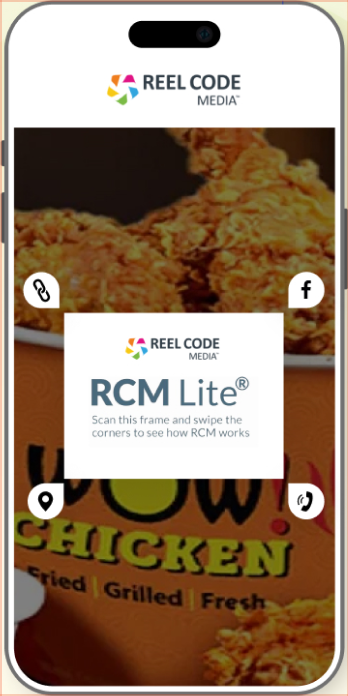 REEL CODE
MEDIA™
REEL CODE
MEDIA™
RCM Lite®
Scan this frame and swipe the
corners to see how RCM works
WOW!
CHICKEN
Fried | Grilled | Fresh